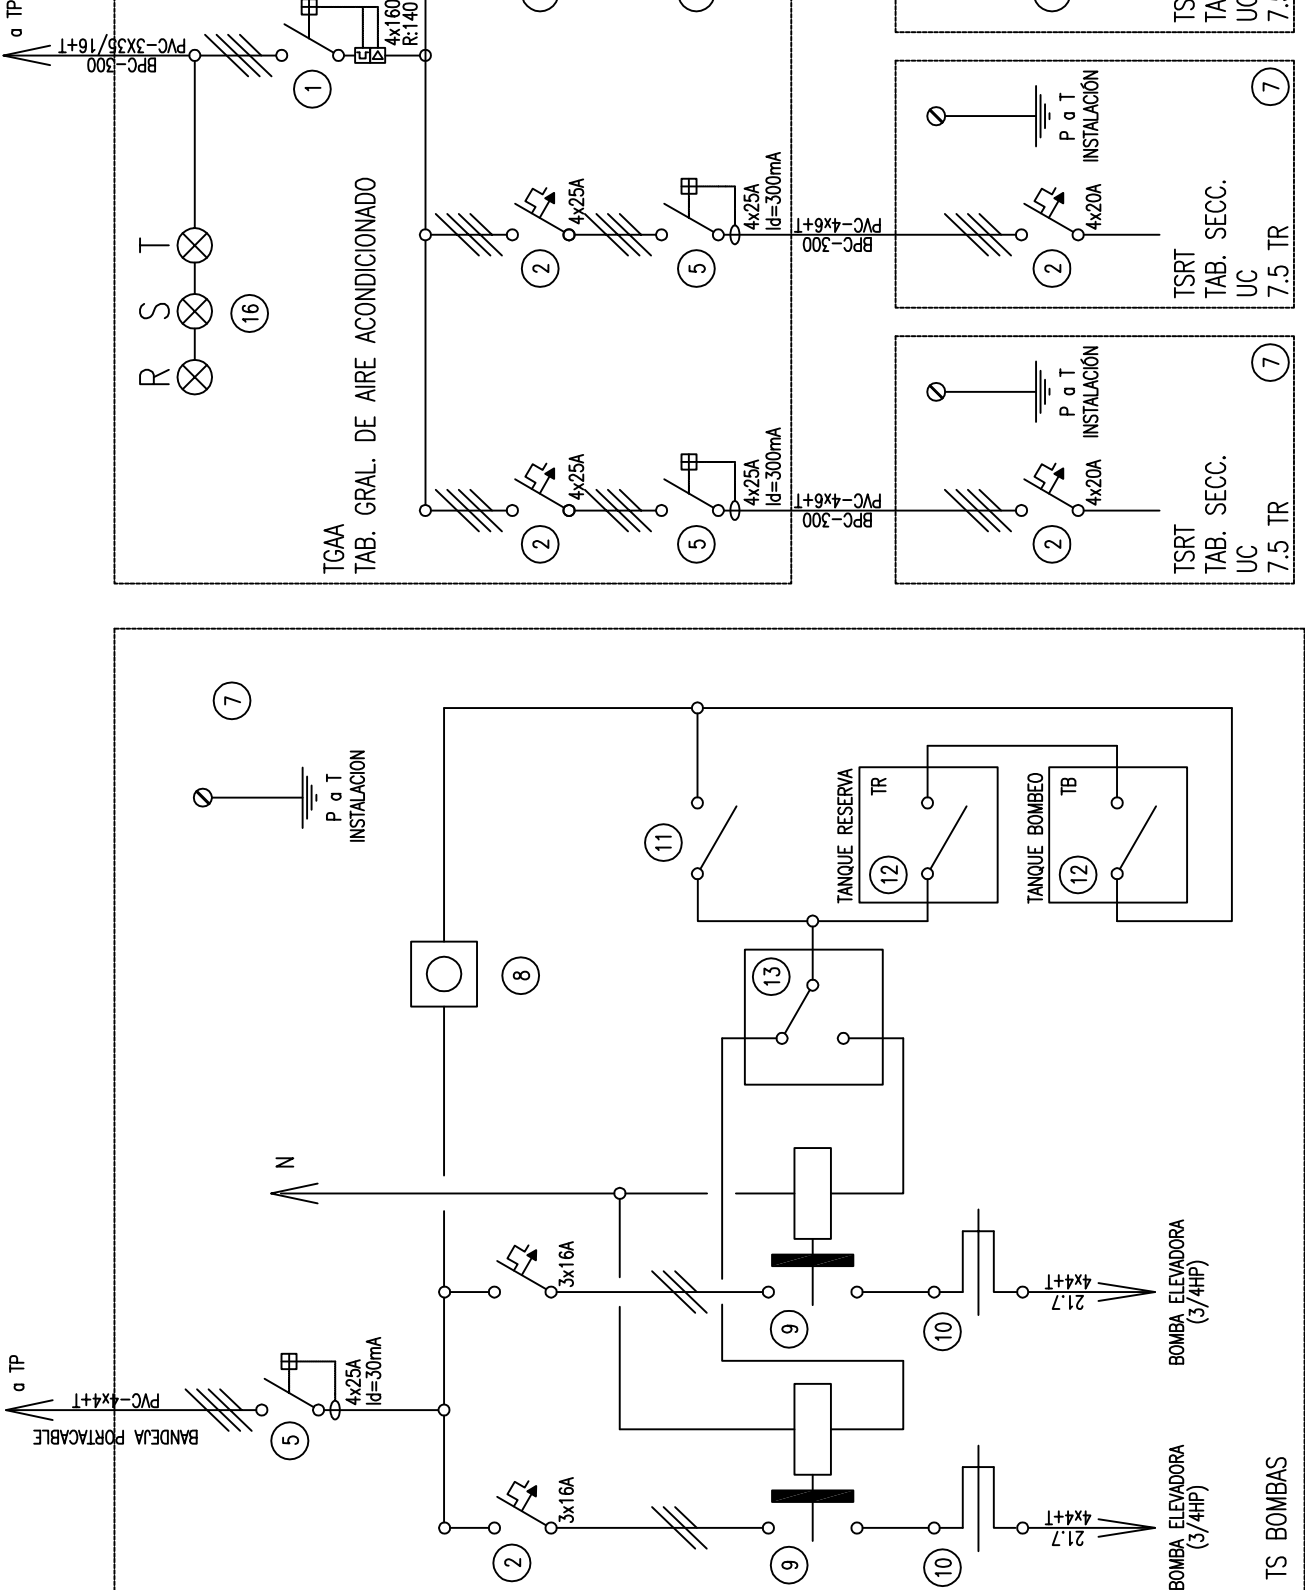 a TP
PVC-3X35/16+T
BPC-300
1
4x160
R:140
R S T
16
TGAA
TAB. GRAL. DE AIRE ACONDICIONADO
2
4x25A
5
4x25A
Id=300mA
PVC-4x6+T
BPC-300
2
4x25A
5
4x25A
Id=300mA
PVC-4x6+T
BPC-300
7.5
7
P a T
INSTALACIÓN
2
4x20A
TSRT
TAB. SECC.
UC
7.5 TR
7
P a T
INSTALACIÓN
2
4x20A
TSRT
TAB. SECC.
UC
7.5 TR
a TP
PVC-4x4+T
BANDEJA PORTACABLE
5
4x25A
Id=30mA
7
P a T
INSTALACION
N
8
11
TANQUE RESERVA
TR
12
TANQUE BOMBEO
TB
12
13
3x16A
9
10
4x4+T
21.7
BOMBA ELEVADORA
(3/4HP)
2
3x16A
9
10
4x4+T
21.7
BOMBA ELEVADORA
(3/4HP)
TS BOMBAS